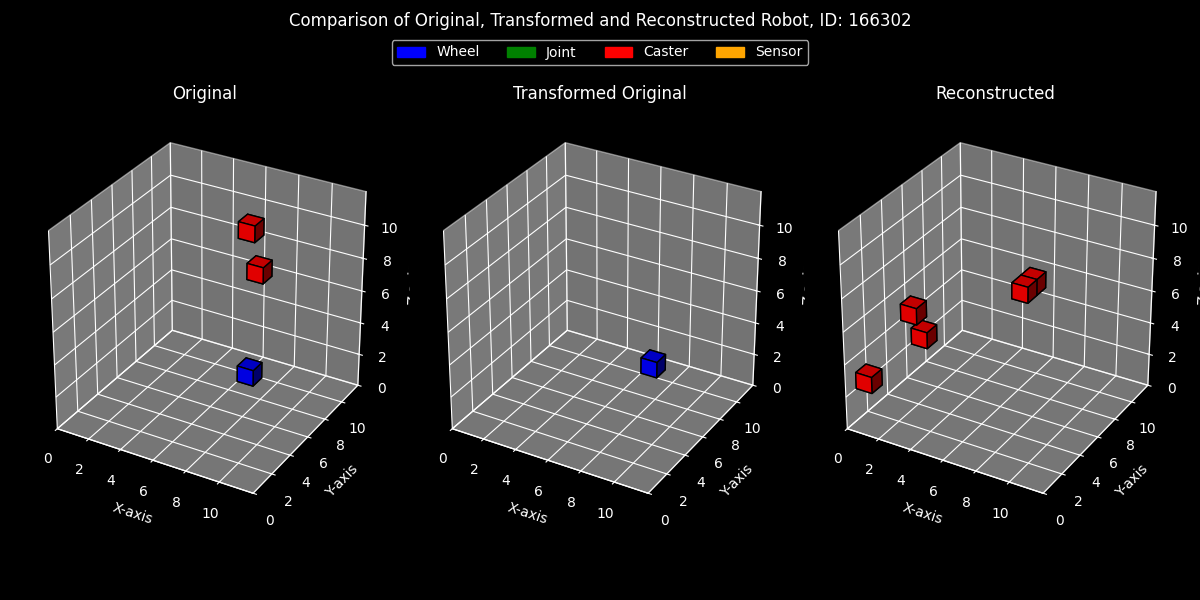 Comparison of Original, Transformed and Reconstructed Robot, ID: 166302
Wheel Joint Caster Sensor
Original Transformed Original Reconstructed
10 10 10
8 8 8
6 6 6
4 4 4
2 2 2
0 0 0
10 10 10
8 8 8
6 6 6
4 4 4
2 2 2
0 0 0
Y-axis Y-axis Y-axis
0 2 4 6 8 10 0 2 4 6 8 10 0 2 4 6 8 10
X-axis X-axis X-axis